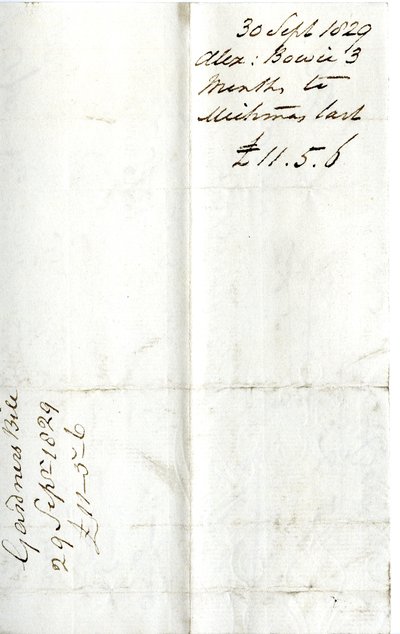 30 Sept 1829
Alex: Bowie 3
Months to
Michmas last
£11.5.6
Gardners Bill
29 Sepr 1829
£11-5-6